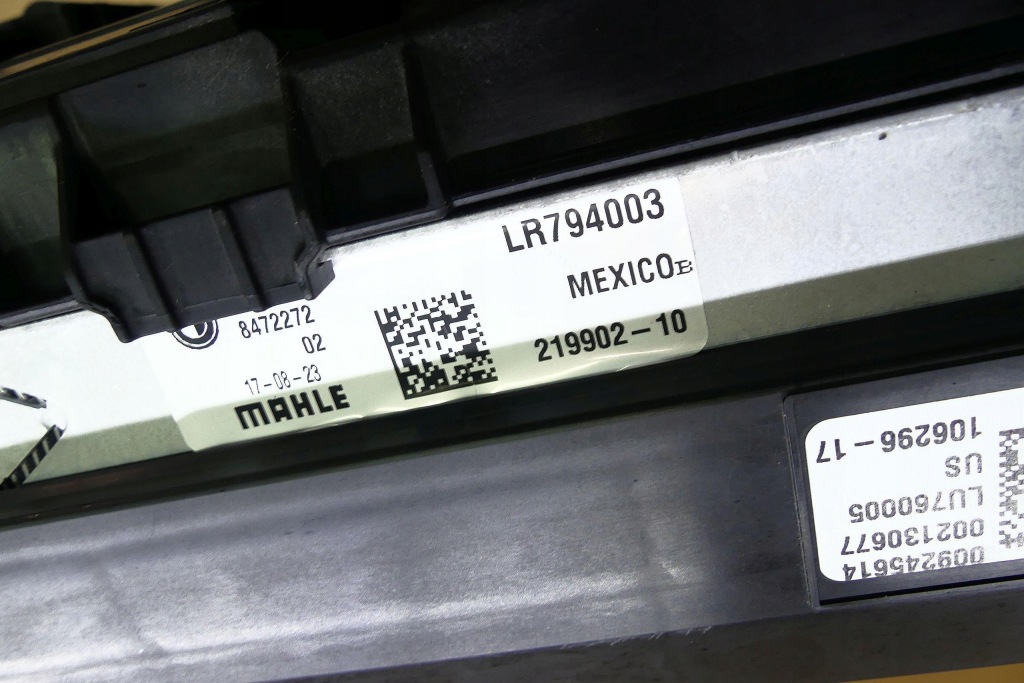 LR794003
MEXICO B
8472272
02
219902-10
17-08-23
MAHLE
009245614
002130677
LU760005
US
106296-17